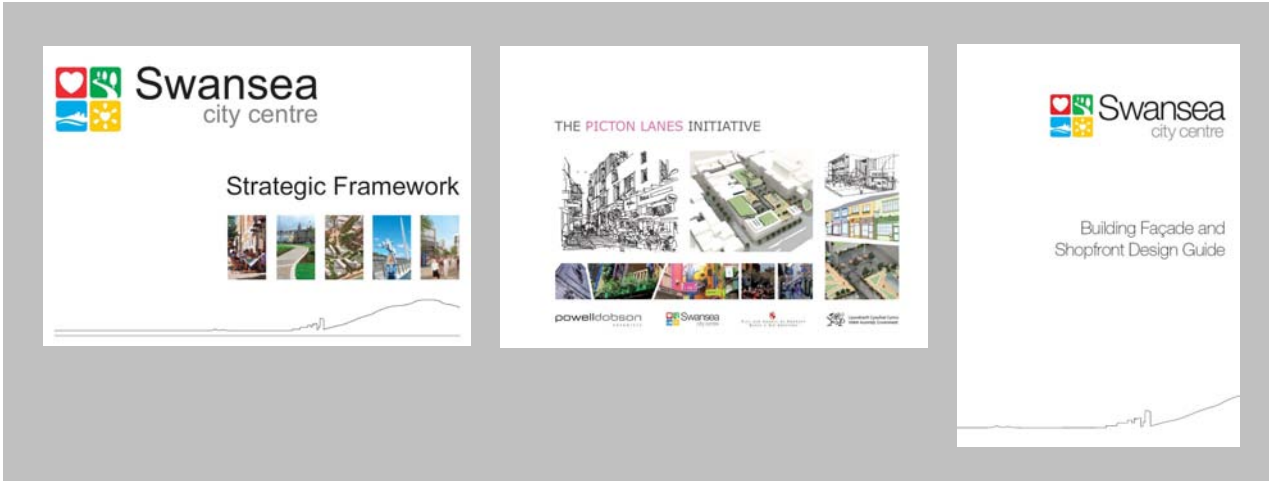 Swansea
city centre
Strategic Framework
THE PICTON LANES INITIATIVE
powelldobson
Swansea
city centre
Swansea
city centre
Building Façade and
Shopfront Design Guide